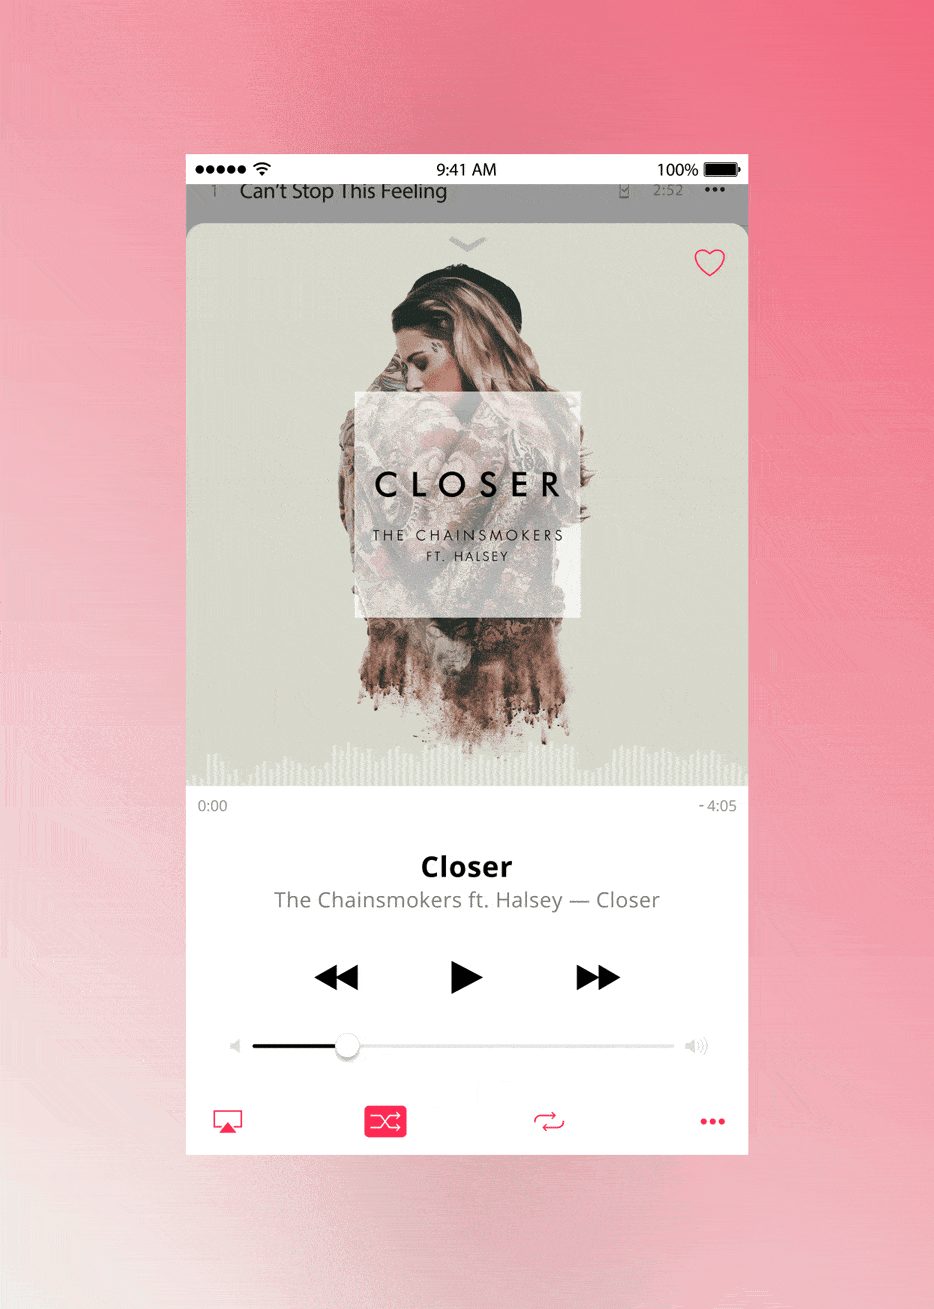 9:41 AM 100%
1 Can't Stop This Feeling 2:52
CLOSER
THE CHAINSMOKERS
FT. HALSEY
0:00 -4:05
Closer
The Chainsmokers ft. Halsey — Closer